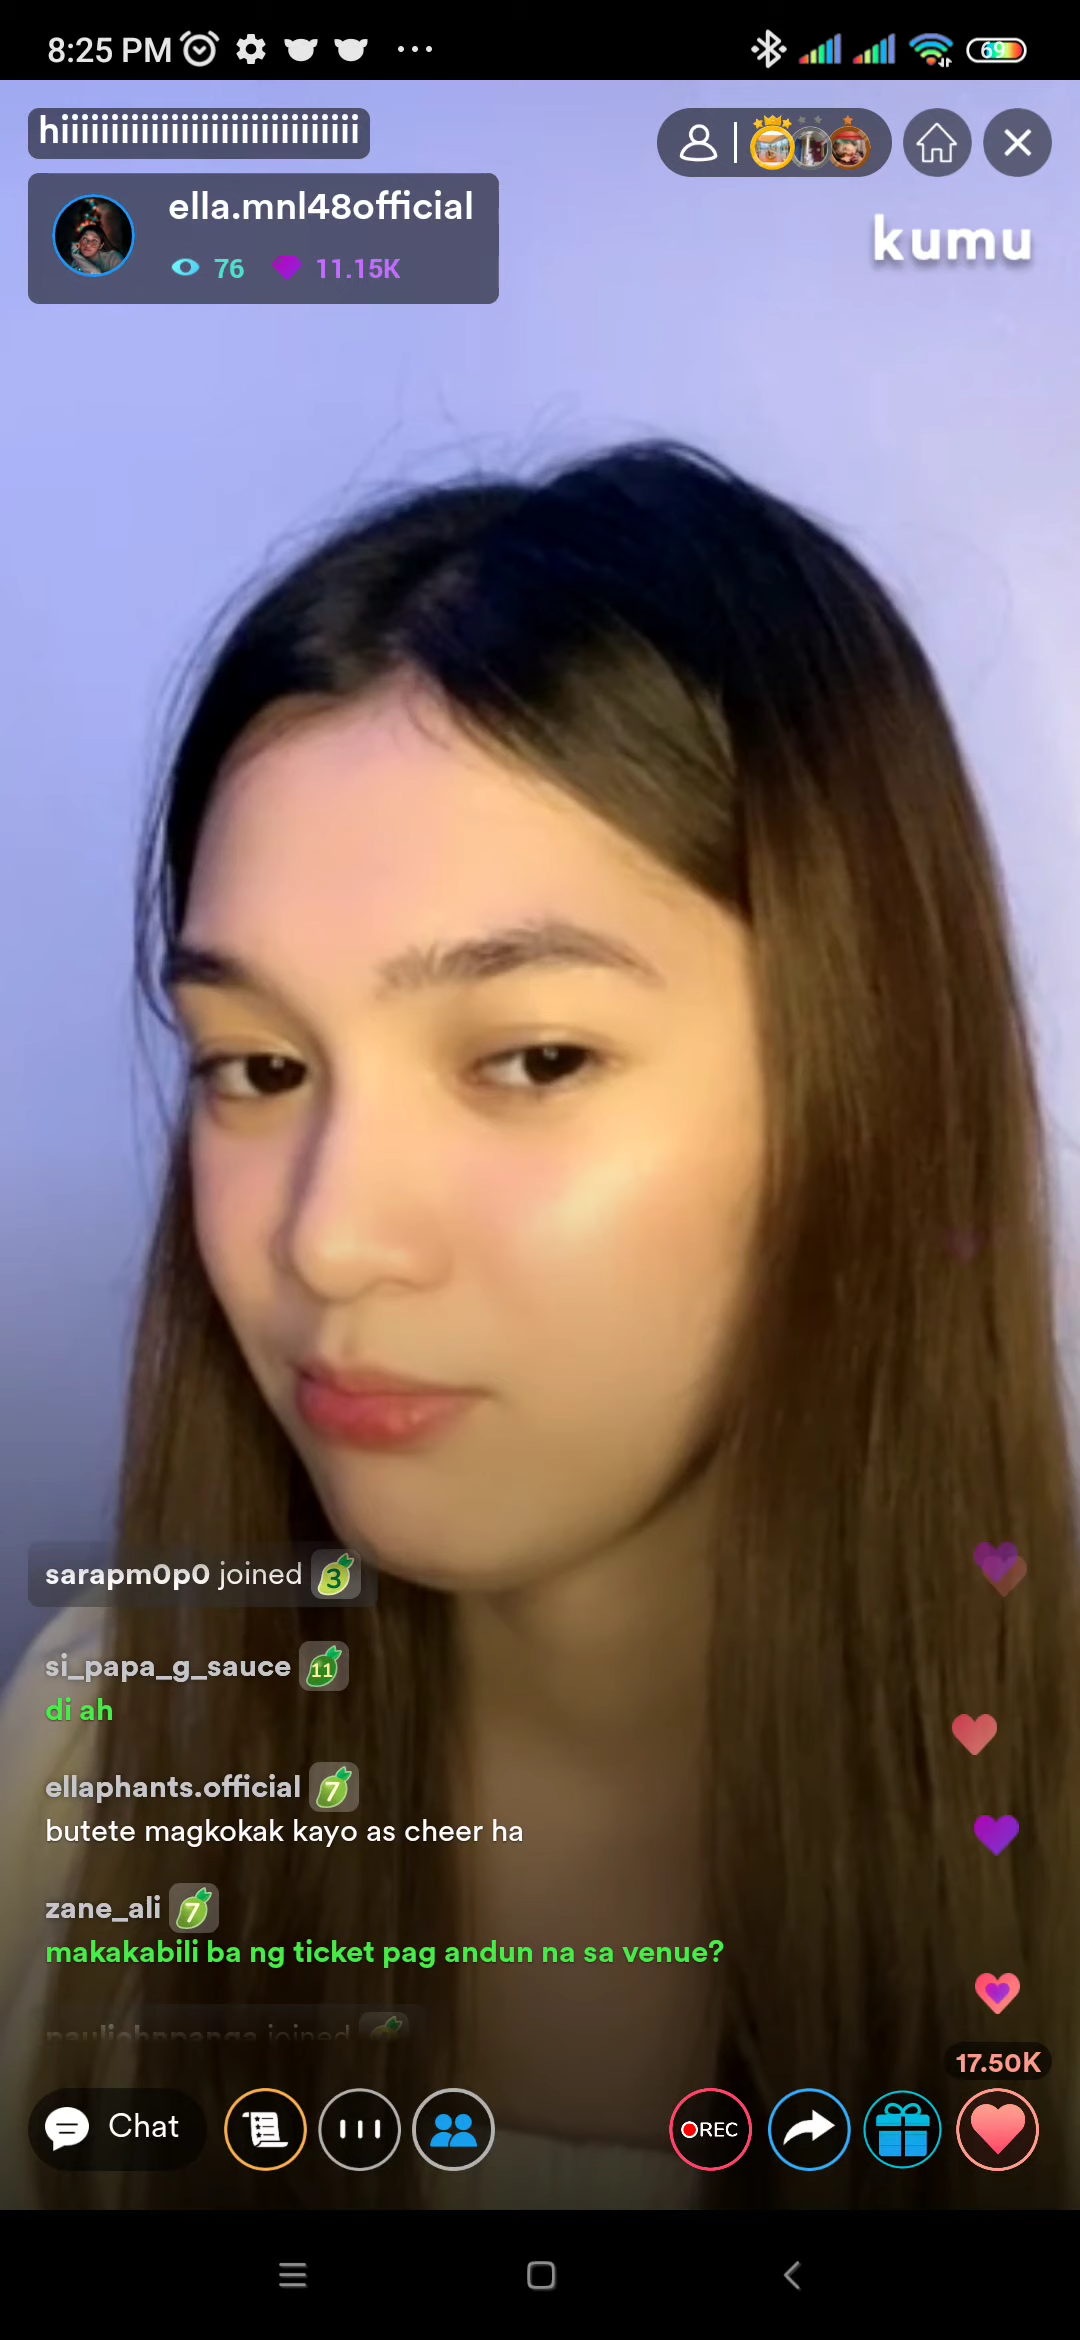 8:25 PM
69
hiiiiiiiiiiiiiiiiiiiiiiiiiiiiii
ella.mnl48official
76 11.15K
kumu
sarapm0p0 joined 3
si_papa_g_sauce 11
di ah
ellaphants.official 7
butete magkokak kayo as cheer ha
zane_ali 7
makakabili ba ng ticket pag andun na sa venue?
joined
17.50K
Chat
REC